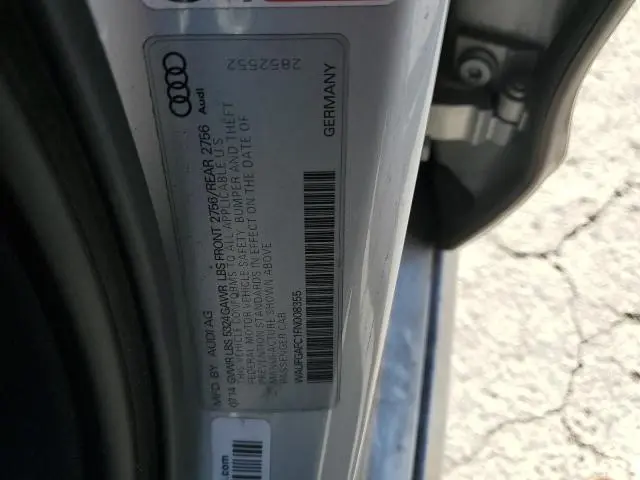 MFD BY AUDI AG
07/14 GVWR LBS 5324 GAWR LBS FRONT 2756/REAR 2756
THIS VEHICLE CONFORMS TO ALL APPLICABLE U.S
FEDERAL MOTOR VEHICLE SAFETY, BUMPER AND THEFT
PREVENTION STANDARDS IN EFFECT ON THE DATE OF
MANUFACTURE SHOWN ABOVE
PASSENGER CAR
WAUFGAFC1FN008355
GERMANY
Audi
2852552
.com